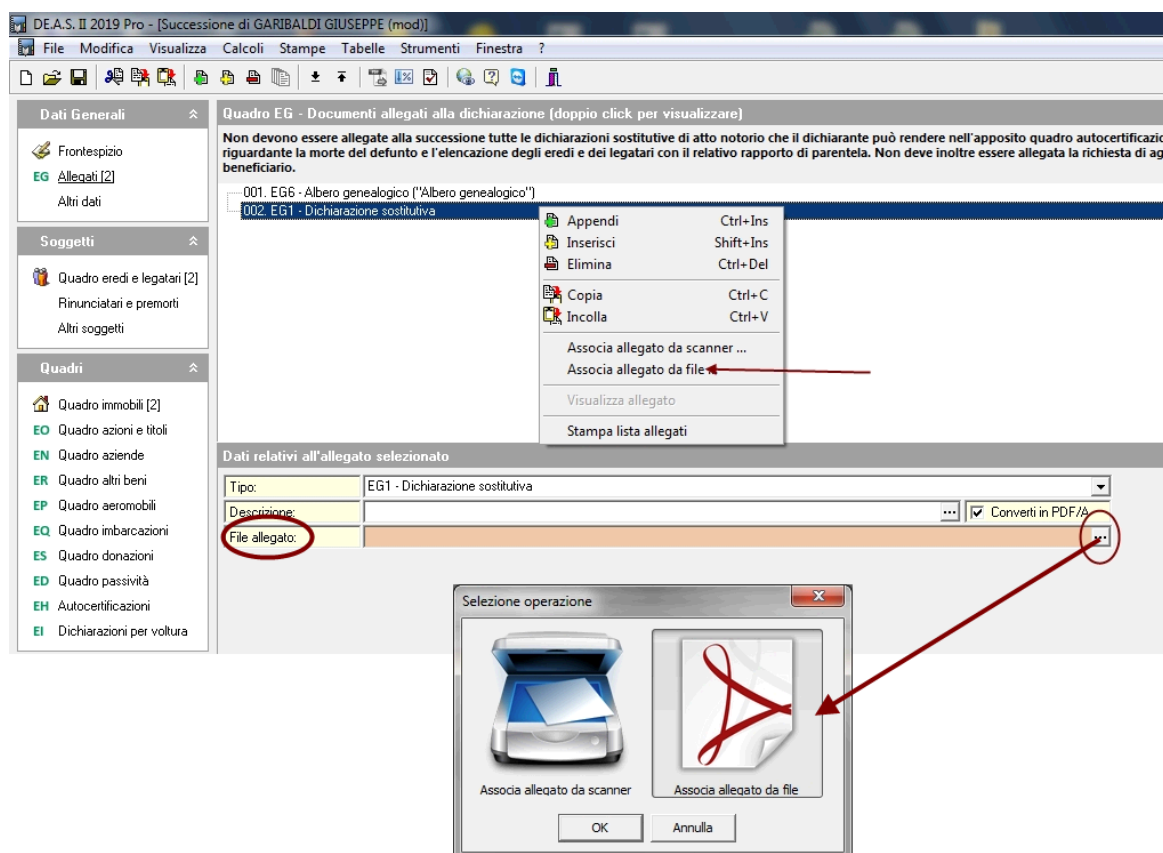 DE.A.S. II 2019 Pro - [Successione di GARIBALDI GIUSEPPE (mod)]
File Modifica Visualizza Calcoli Stampe Tabelle Strumenti Finestra ?
Dati Generali
Frontespizio
EG Allegati [2]
Altri dati
Soggetti
Quadro eredi e legatari [2]
Rinunciatari e premorti
Altri soggetti
Quadri
Quadro immobili [2]
EO Quadro azioni e titoli
EN Quadro aziende
ER Quadro altri beni
EP Quadro aeromobili
EQ Quadro imbarcazioni
ES Quadro donazioni
ED Quadro passività
EH Autocertificazioni
EI Dichiarazioni per voltura
Quadro EG - Documenti allegati alla dichiarazione (doppio click per visualizzare)
Non devono essere allegate alla successione tutte le dichiarazioni sostitutive di atto notorio che il dichiarante può rendere nell'apposito quadro autocertificazio
riguardante la morte del defunto e l'elencazione degli eredi e dei legatari con il relativo rapporto di parentela. Non deve inoltre essere allegata la richiesta di ag
beneficiario.
001. EG6 - Albero genealogico ("Albero genealogico")
002. EG1 - Dichiarazione sostitutiva
Appendi Ctrl+Ins
Inserisci Shift+Ins
Elimina Ctrl+Del
Copia Ctrl+C
Incolla Ctrl+V
Associa allegato da scanner ...
Associa allegato da file
Visualizza allegato
Stampa lista allegati
Dati relativi all'allegato selezionato
Tipo: EG1 - Dichiarazione sostitutiva
Descrizione: ... Converti in PDF/A
File allegato: ...
Selezione operazione
Associa allegato da scanner Associa allegato da file
OK Annulla